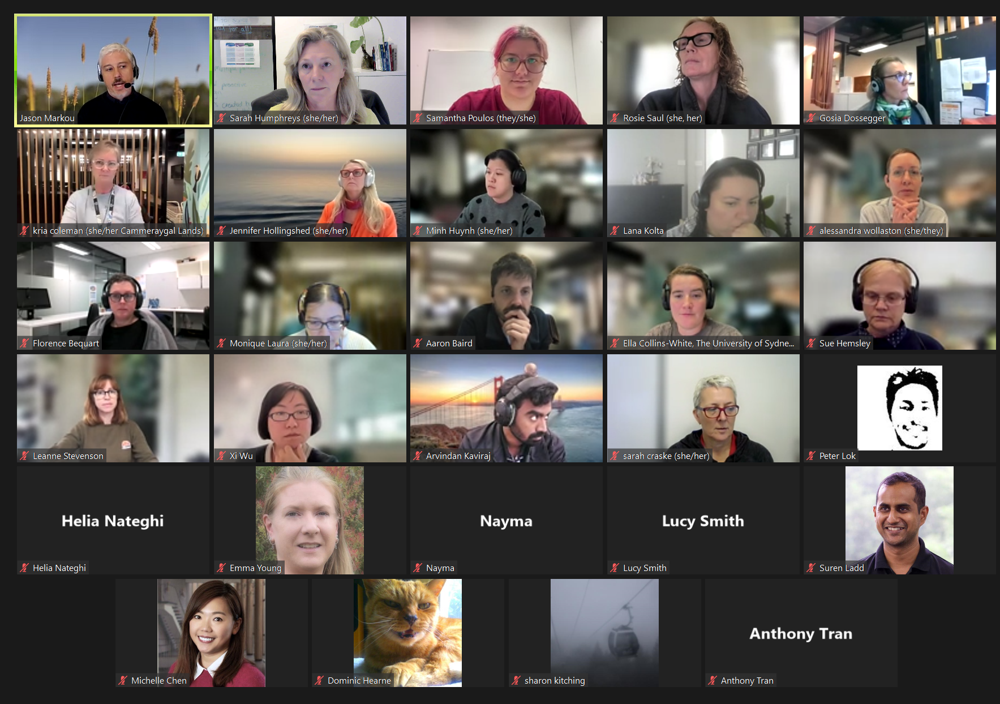 for all!
Jason Markou
Sarah Humphreys (she/her)
Samantha Poulos (they/she)
Rosie Saul (she, her)
Gosia Dossegger
kria coleman (she/her Cammeraygal Lands)
Jennifer Hollingshed (she/her)
Minh Huynh (she/her)
Lana Kolta
alessandra wollaston (she/they)
Florence Bequart
Monique Laura (she/her)
Aaron Baird
Ella Collins-White, The University of Sydne...
Sue Hemsley
Leanne Stevenson
Xi Wu
Arvindan Kaviraj
sarah craske (she/her)
Peter Lok
Helia Nateghi
Nayma
Lucy Smith
Helia Nateghi
Emma Young
Nayma
Lucy Smith
Suren Ladd
Anthony Tran
Michelle Chen
Dominic Hearne
sharon kitching
Anthony Tran